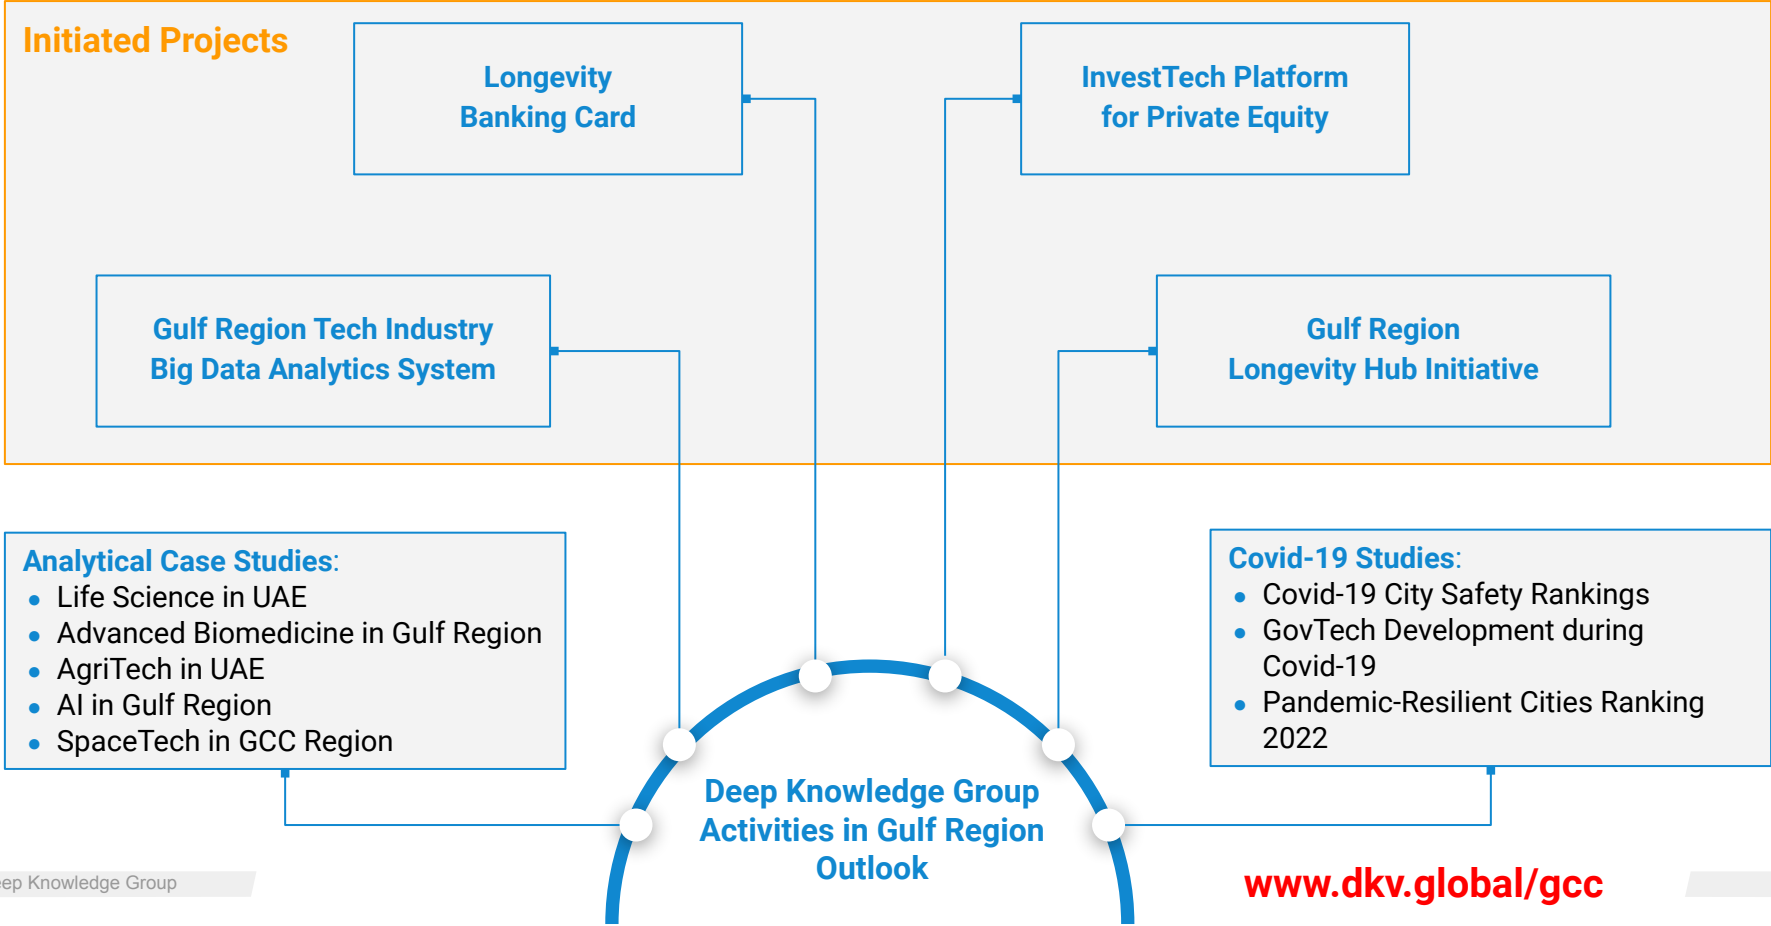 Initiated Projects
Longevity
Banking Card
InvestTech Platform
for Private Equity
Gulf Region Tech Industry
Big Data Analytics System
Gulf Region
Longevity Hub Initiative
Analytical Case Studies:
● Life Science in UAE
● Advanced Biomedicine in Gulf Region
● AgriTech in UAE
● AI in Gulf Region
● SpaceTech in GCC Region
Covid-19 Studies:
● Covid-19 City Safety Rankings
● GovTech Development during
Covid-19
● Pandemic-Resilient Cities Ranking
2022
Deep Knowledge Group
Activities in Gulf Region
Outlook
eep Knowledge Group
www.dkv.global/gcc